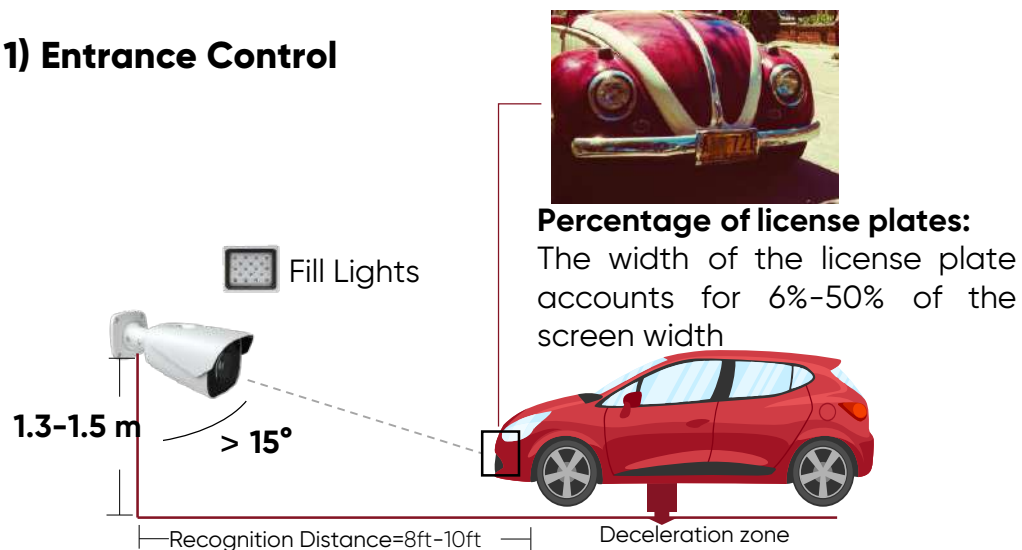 1) Entrance Control
Percentage of license plates:
The width of the license plate
accounts for 6%-50% of the
screen width
Fill Lights
1.3-1.5 m
> 15°
Recognition Distance=8ft-10ft
Deceleration zone